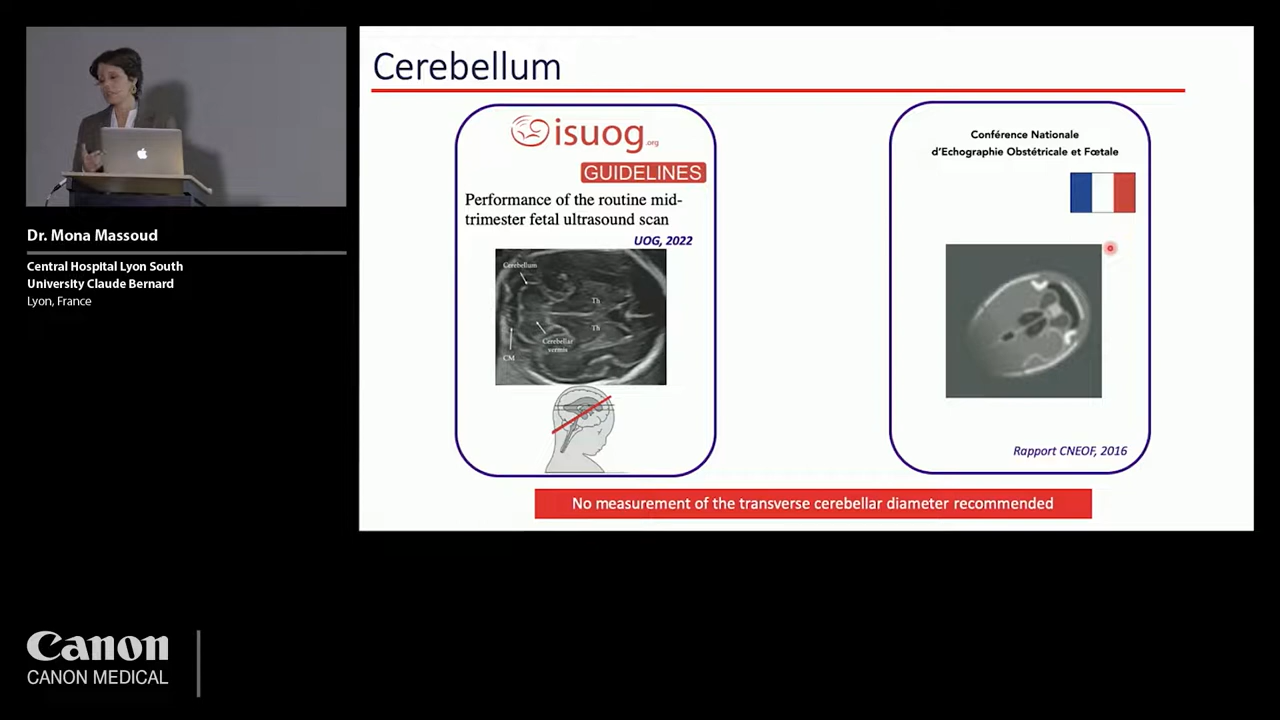 Dr. Mona Massoud
Central Hospital Lyon South
University Claude Bernard
Lyon, France
Canon
CANON MEDICAL
Cerebellum
isuog.org
GUIDELINES
Performance of the routine mid-
trimester fetal ultrasound scan
UOG, 2022
Cerebellum
Th
Th
Cerebellar
vermis
CM
Conférence Nationale
d'Echographie Obstétricale et Fœtale
Rapport CNEOF, 2016
No measurement of the transverse cerebellar diameter recommended